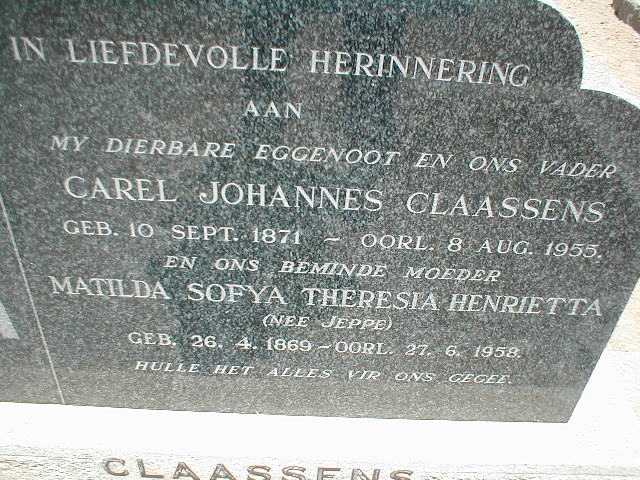 IN LIEFDEVOLLE HERINNERING
AAN
MY DIERBARE EGGENOOT EN ONS VADER
CAREL JOHANNES CLAASSENS
GEB. 10 SEPT. 1871 - OORL. 8 AUG. 1955.
EN ONS BEMINDE MOEDER
MATILDA SOFYA THERESIA HENRIETTA
(NEE JEPPE)
GEB. 26. 4. 1869 - OORL. 27. 6. 1958.
HULLE HET ALLES VIR ONS GEGEE.
CLAASSENS